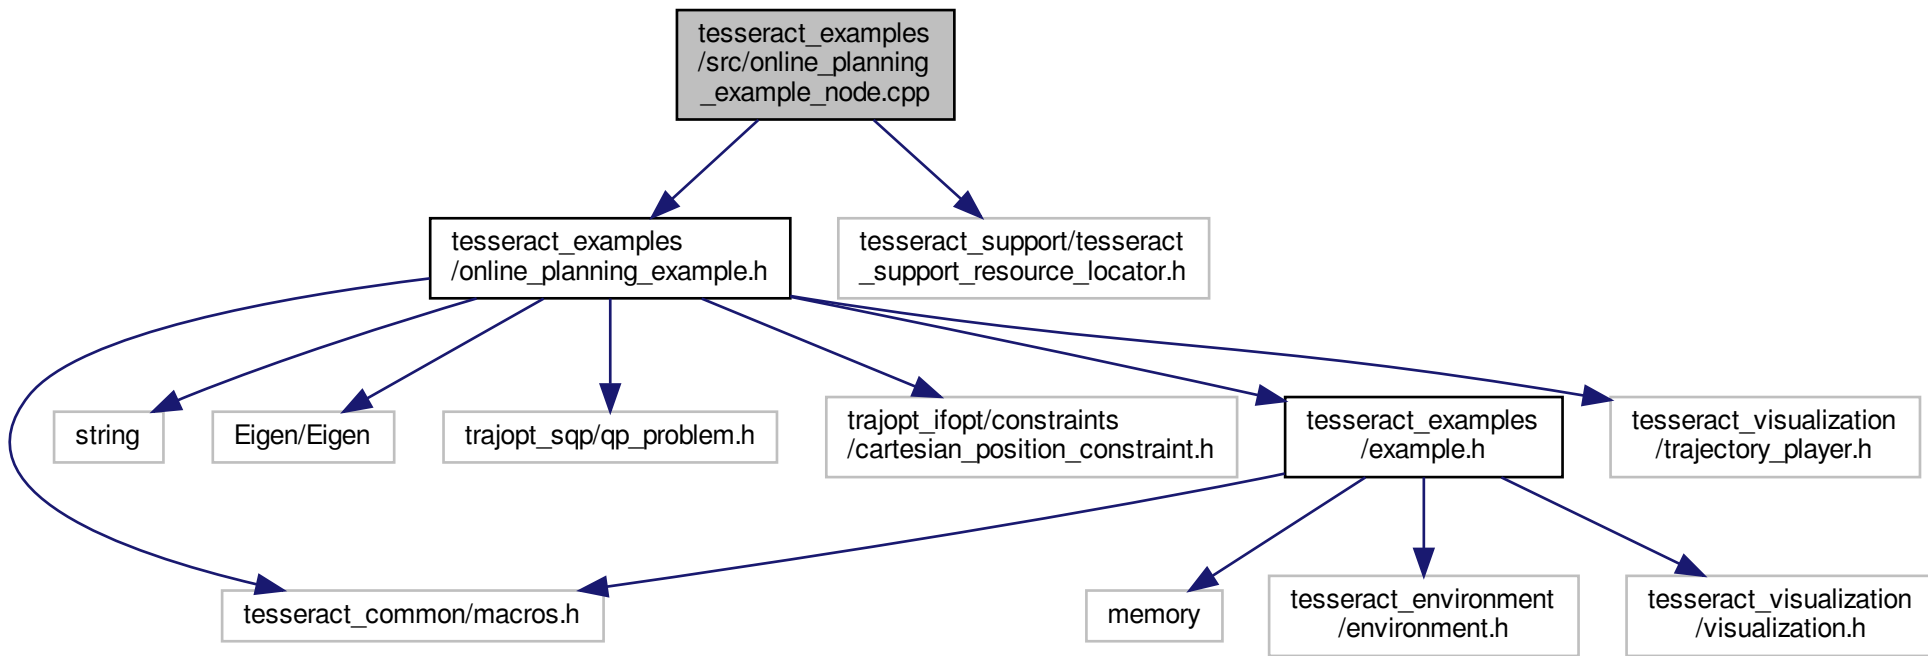 tesseract_examples
/src/online_planning
_example_node.cpp
tesseract_examples
/online_planning_example.h
tesseract_support/tesseract
_support_resource_locator.h
string
Eigen/Eigen
trajopt_sqp/qp_problem.h
trajopt_ifopt/constraints
/cartesian_position_constraint.h
tesseract_examples
/example.h
tesseract_visualization
/trajectory_player.h
tesseract_common/macros.h
memory
tesseract_environment
/environment.h
tesseract_visualization
/visualization.h